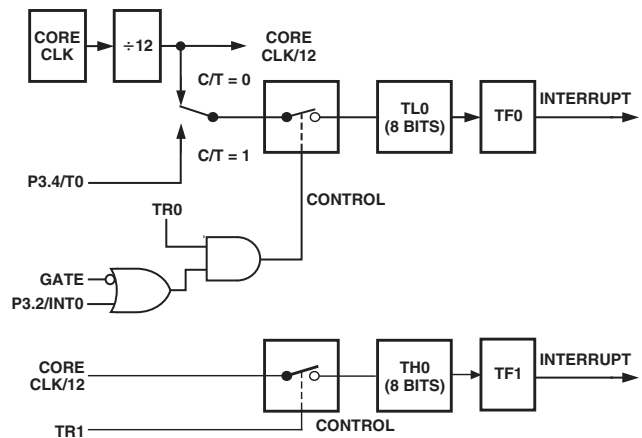 CORE
CLK
÷12
CORE
CLK/12
C/T = 0
C/T = 1
P3.4/T0
TL0
(8 BITS)
TF0
INTERRUPT
CONTROL
TR0
GATE
P3.2/INT0
CORE
CLK/12
TH0
(8 BITS)
TF1
INTERRUPT
CONTROL
TR1